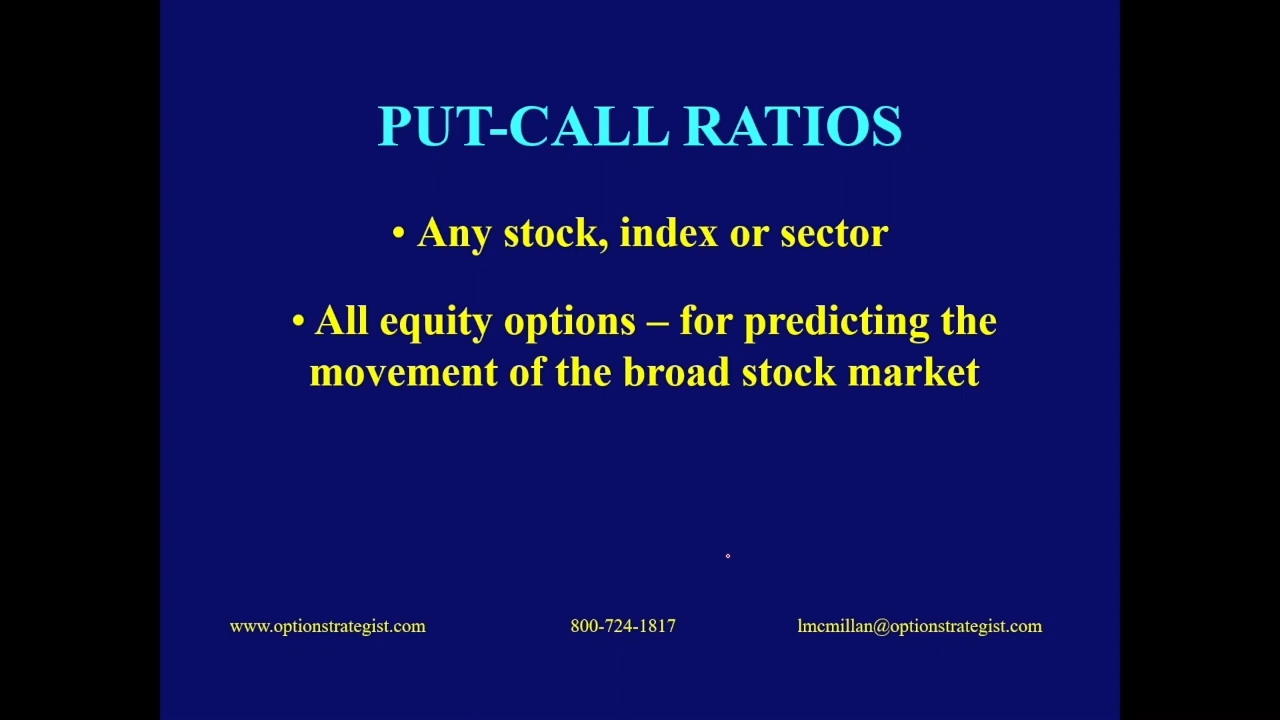 PUT-CALL RATIOS
• Any stock, index or sector
• All equity options – for predicting the
movement of the broad stock market
www.optionstrategist.com 800-724-1817 lmcmillan@optionstrategist.com